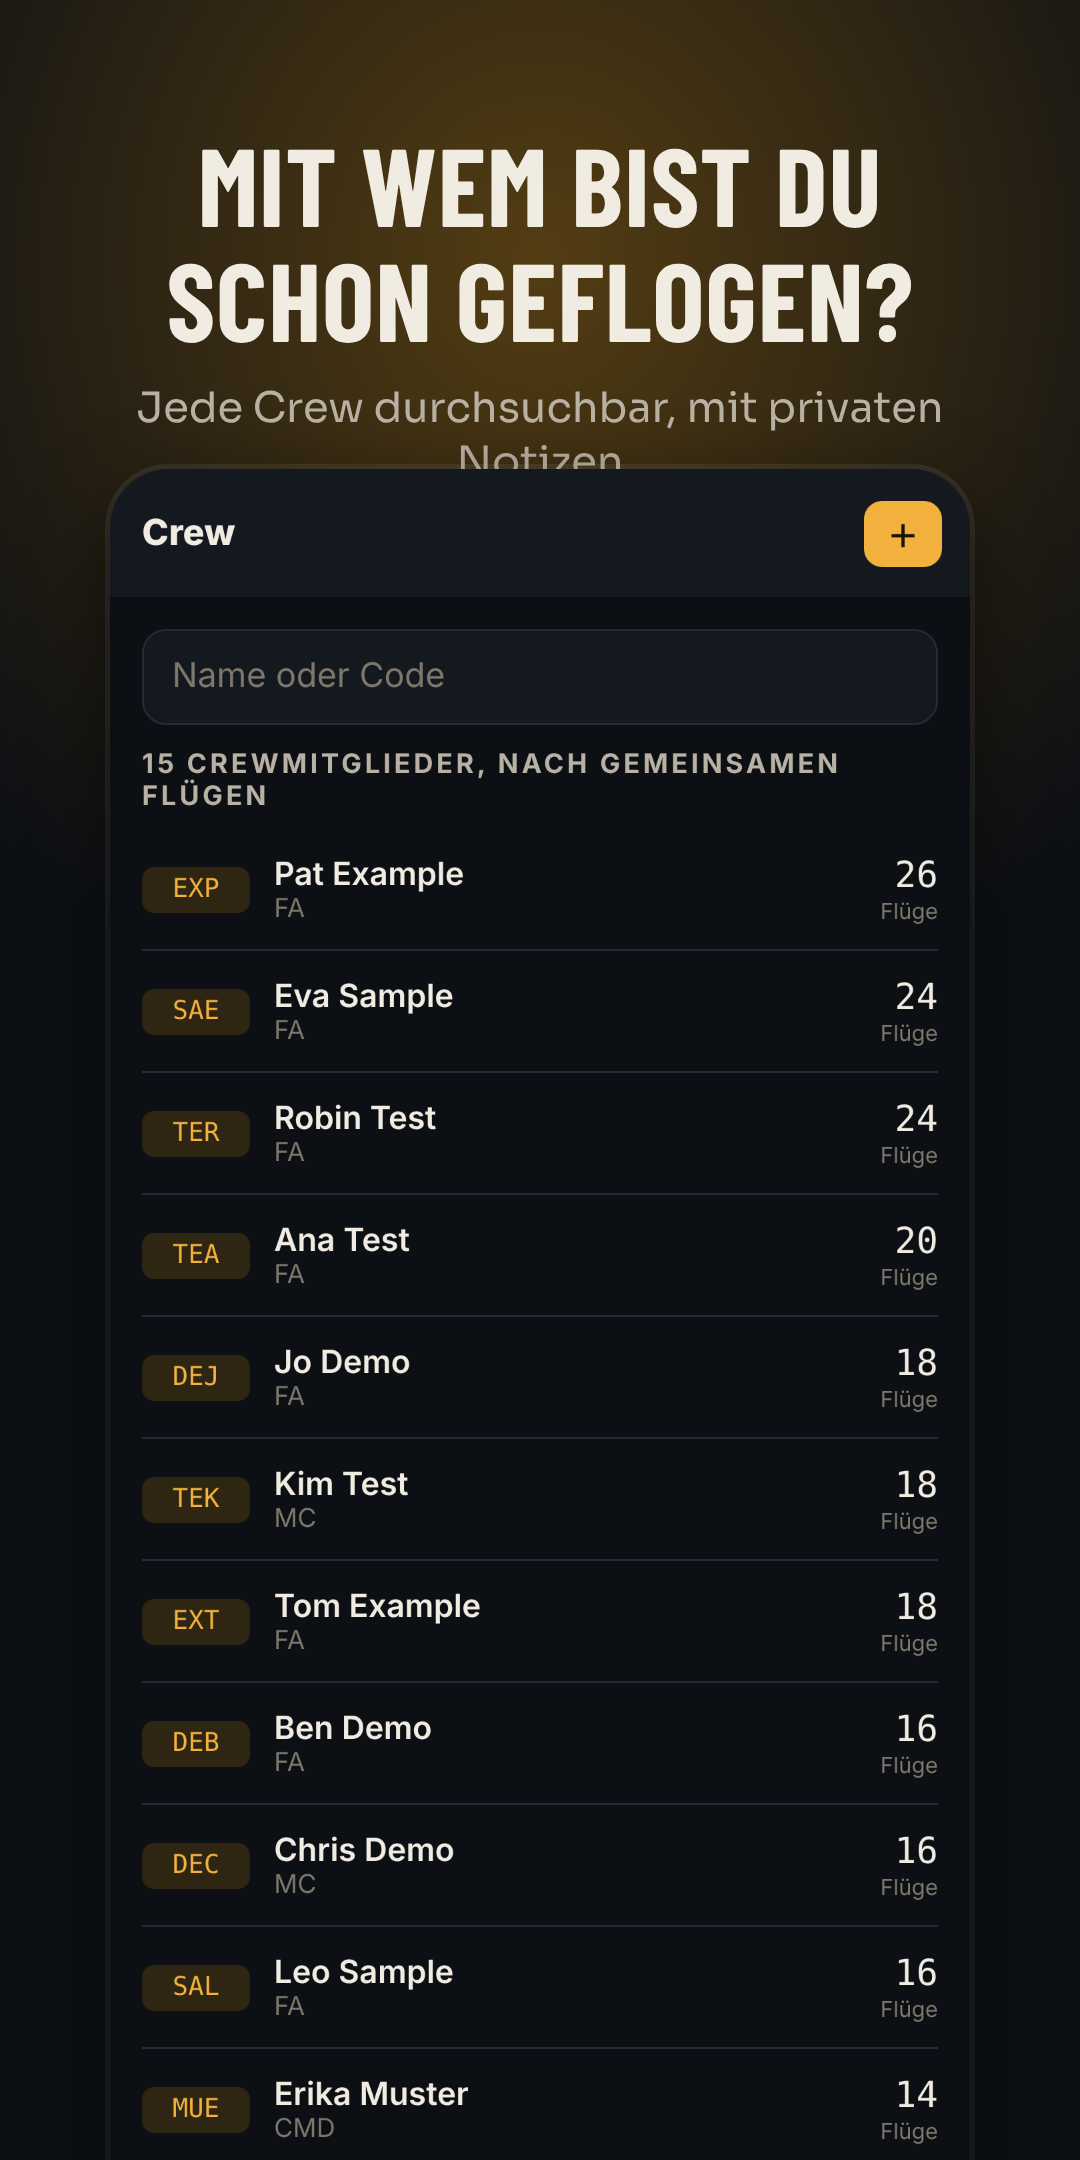 MIT WEM BIST DU
SCHON GEFLOGEN?
Jede Crew durchsuchbar, mit privaten
Notizen
Crew
+
Name oder Code
15 CREWMITGLIEDER, NACH GEMEINSAMEN
FLÜGEN
EXP Pat Example 26
FA Flüge
SAE Eva Sample 24
FA Flüge
TER Robin Test 24
FA Flüge
TEA Ana Test 20
FA Flüge
DEJ Jo Demo 18
FA Flüge
TEK Kim Test 18
MC Flüge
EXT Tom Example 18
FA Flüge
DEB Ben Demo 16
FA Flüge
DEC Chris Demo 16
MC Flüge
SAL Leo Sample 16
FA Flüge
MUE Erika Muster 14
CMD Flüge